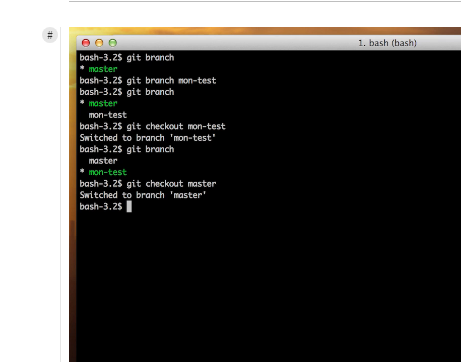 #
1. bash (bash)
bash-3.2$ git branch
* master
bash-3.2$ git branch mon-test
bash-3.2$ git branch
* master
  mon-test
bash-3.2$ git checkout mon-test
Switched to branch 'mon-test'
bash-3.2$ git branch
  master
* mon-test
bash-3.2$ git checkout master
Switched to branch 'master'
bash-3.2$